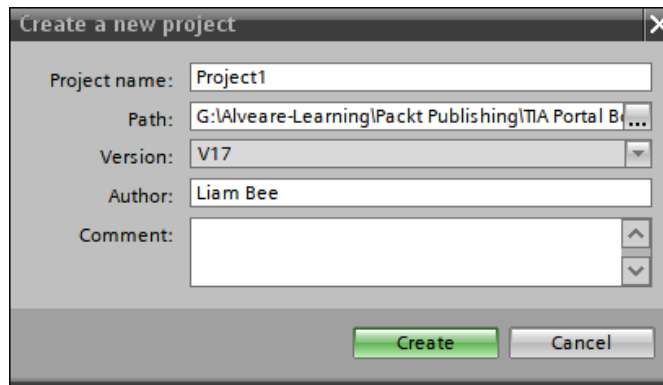 Create a new project
Project name: Project1
Path: G:\Alveare-Learning\Packt Publishing\TIA Portal Bo...
Version: V17
Author: Liam Bee
Comment:
Create Cancel